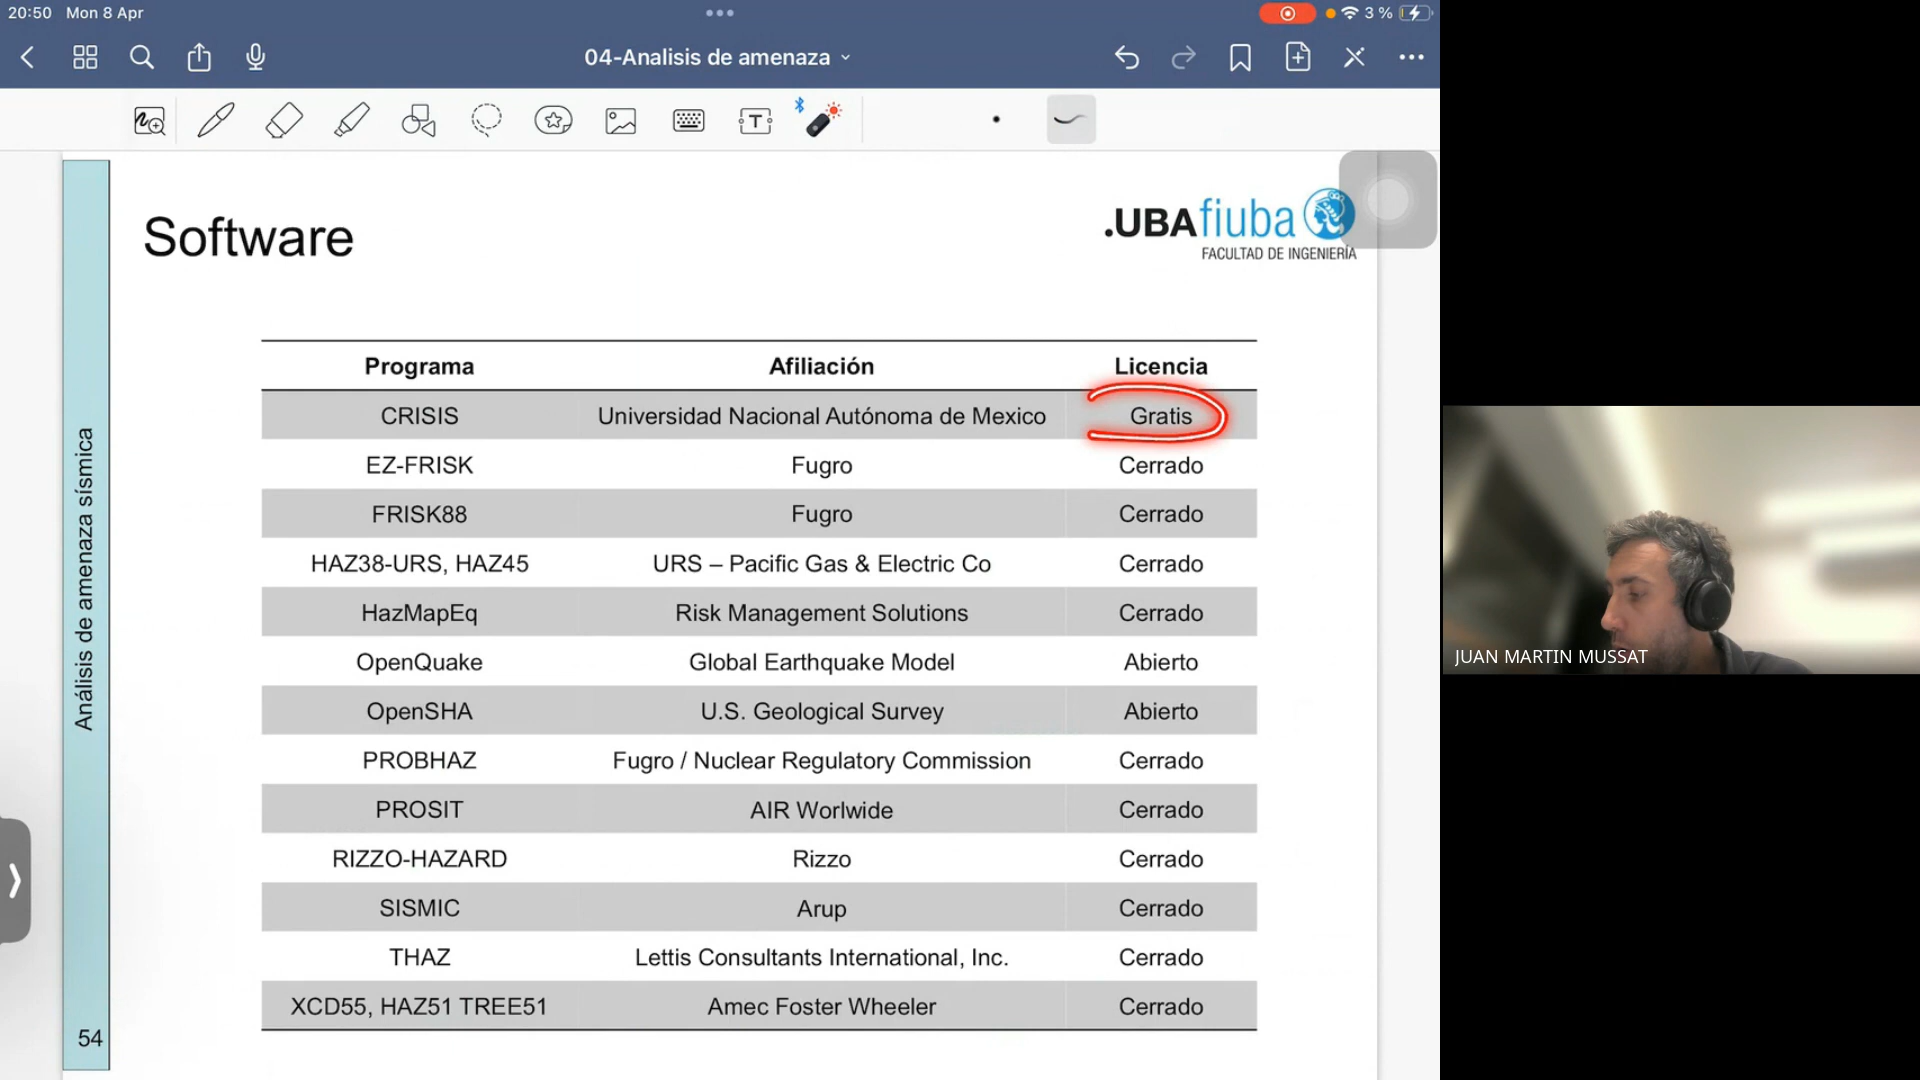 20:50 Mon 8 Apr
3 %
04-Analisis de amenaza
T
Software
.UBAfiuba
FACULTAD DE INGENIERÍA
Análisis de amenaza sísmica
Programa Afiliación Licencia
CRISIS Universidad Nacional Autónoma de Mexico Gratis
EZ-FRISK Fugro Cerrado
FRISK88 Fugro Cerrado
HAZ38-URS, HAZ45 URS – Pacific Gas & Electric Co Cerrado
HazMapEq Risk Management Solutions Cerrado
OpenQuake Global Earthquake Model Abierto
OpenSHA U.S. Geological Survey Abierto
PROBHAZ Fugro / Nuclear Regulatory Commission Cerrado
PROSIT AIR Worlwide Cerrado
RIZZO-HAZARD Rizzo Cerrado
SISMIC Arup Cerrado
THAZ Lettis Consultants International, Inc. Cerrado
XCD55, HAZ51 TREE51 Amec Foster Wheeler Cerrado
54
JUAN MARTIN MUSSAT